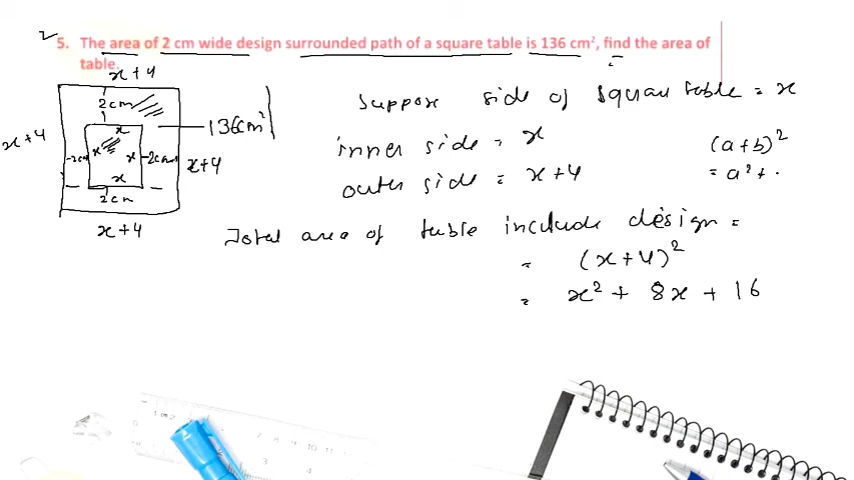 5. The area of 2 cm wide design surrounded path of a square table is 136 cm², find the area of
table.
x+4
2cm
x
136cm²
x+4
x
x
2cm
2cm
x+4
x
2cm
x+4
Suppose side of square table = x
inner side = x
outer side = x+4
(a+b)²
= a²+
Total area of table include design =
= (x+4)²
= x² + 8x + 16